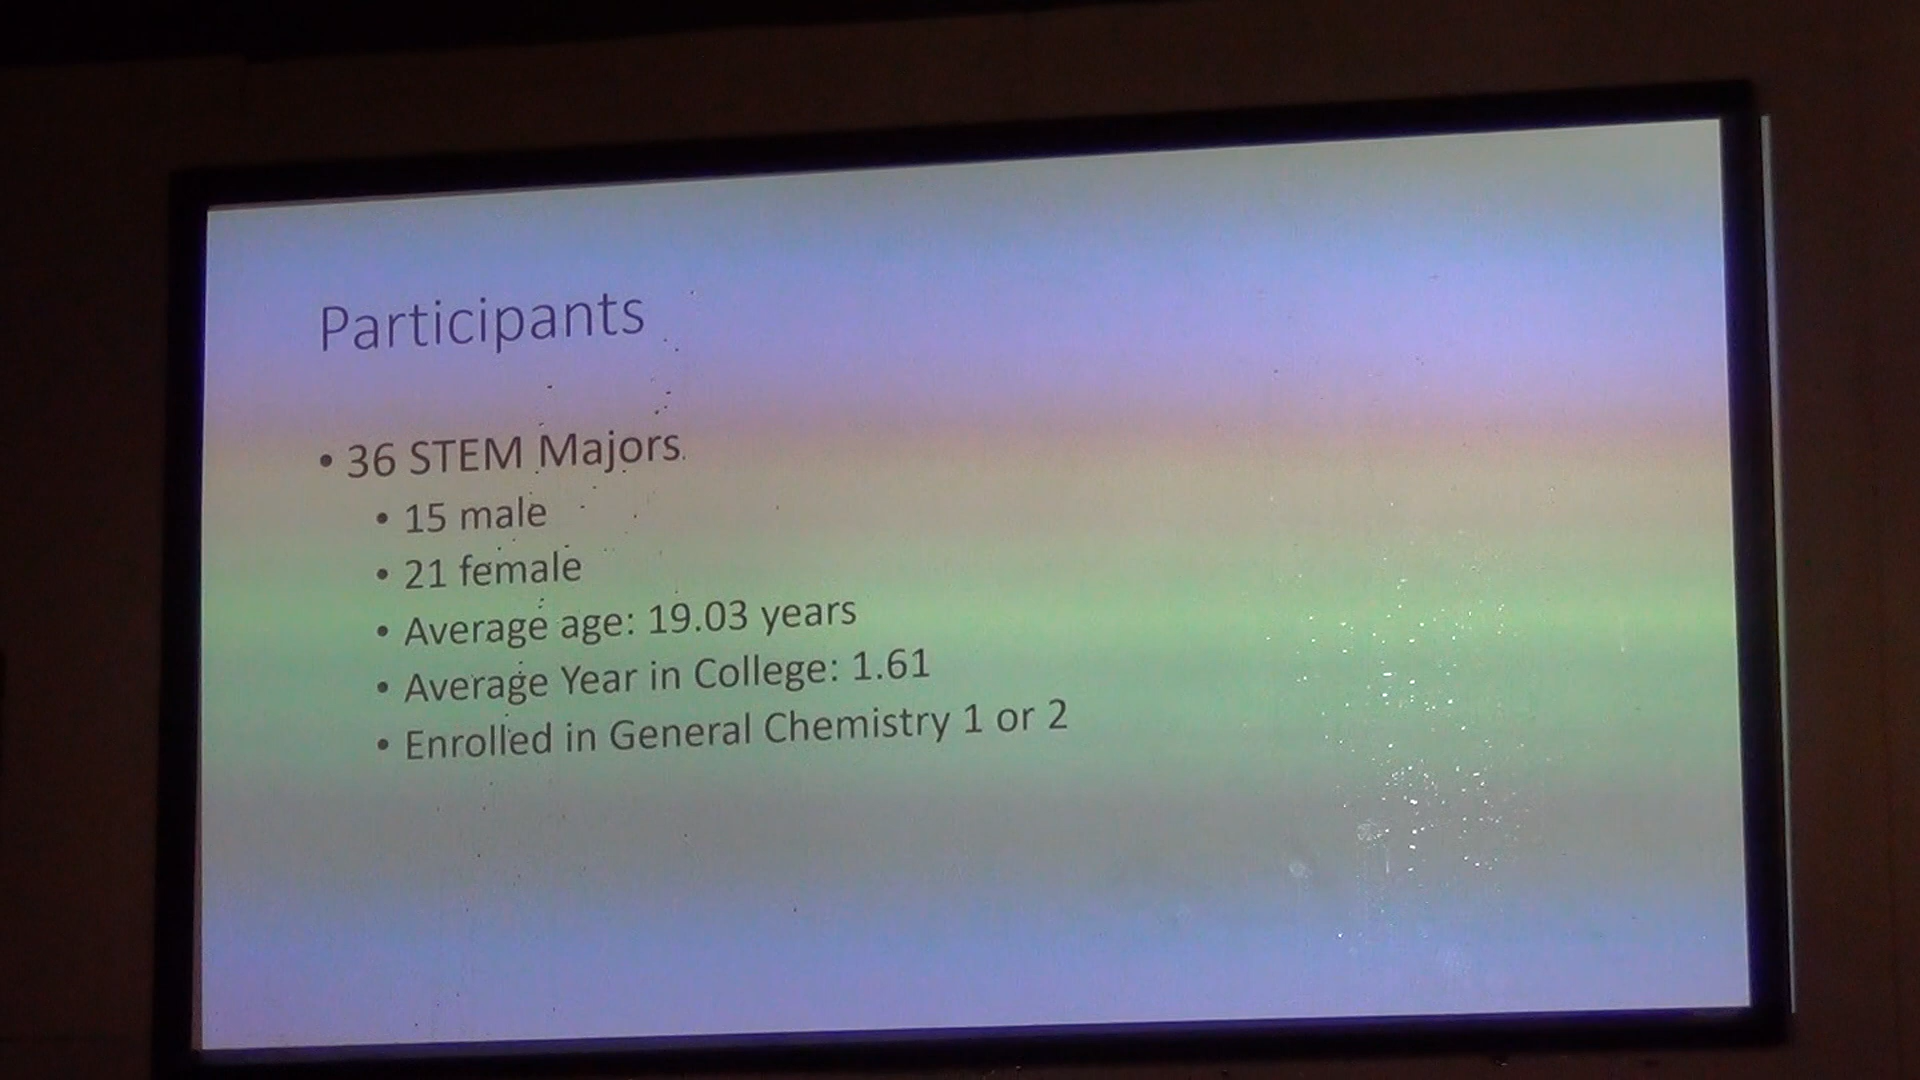 Participants
• 36 STEM Majors
• 15 male
• 21 female
• Average age: 19.03 years
• Average Year in College: 1.61
• Enrolled in General Chemistry 1 or 2